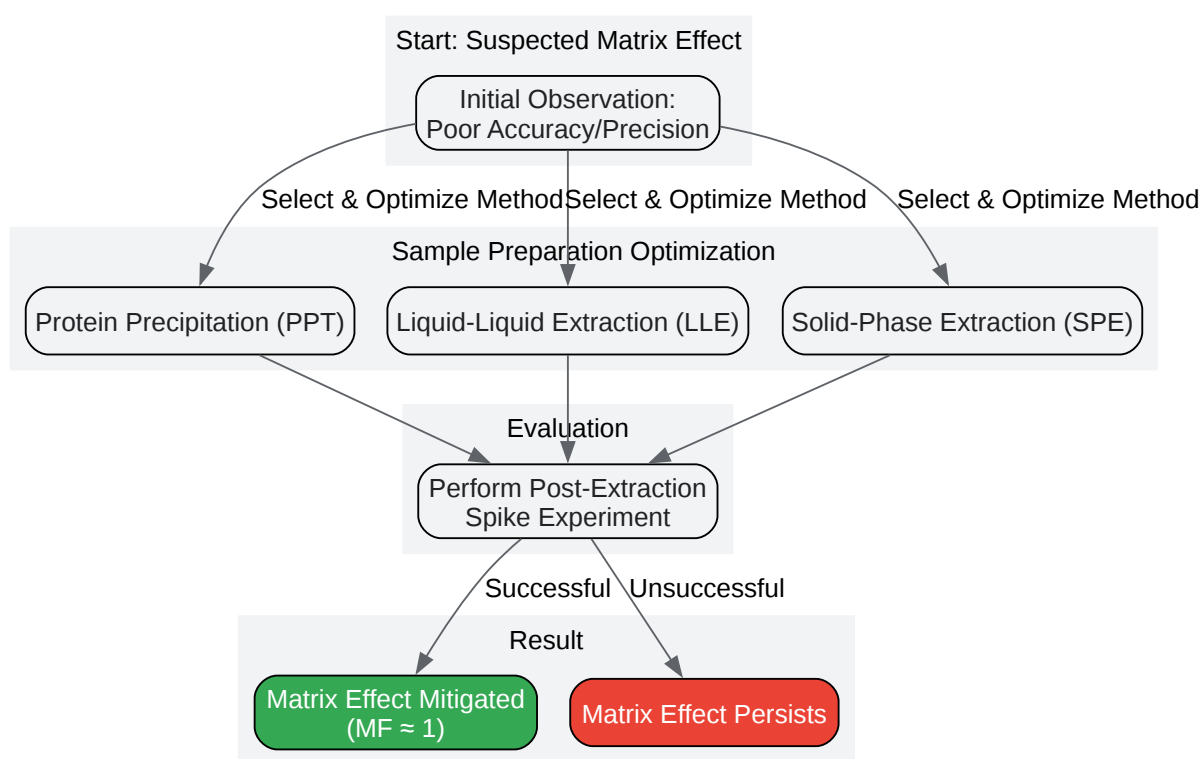 Start: Suspected Matrix Effect
Initial Observation:
Poor Accuracy/Precision
Select & Optimize Method
Select & Optimize Method
Select & Optimize Method
Sample Preparation Optimization
Protein Precipitation (PPT)
Liquid-Liquid Extraction (LLE)
Solid-Phase Extraction (SPE)
Evaluation
Perform Post-Extraction
Spike Experiment
Successful
Unsuccessful
Result
Matrix Effect Mitigated
(MF ≈ 1)
Matrix Effect Persists